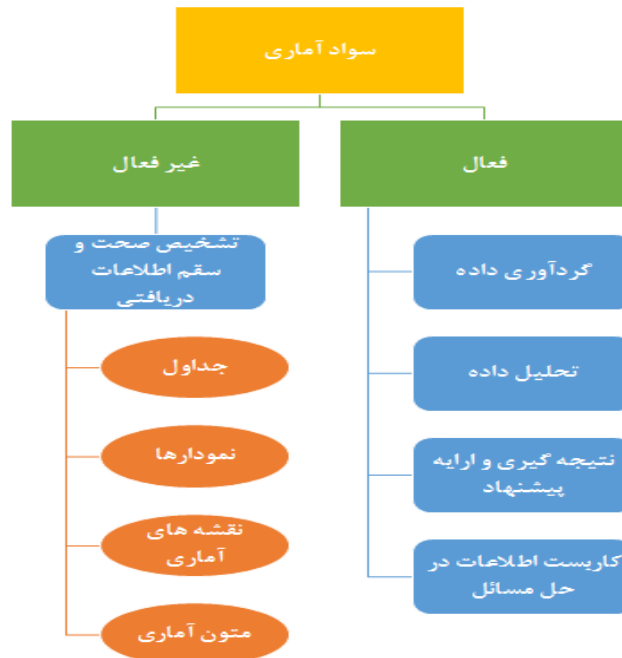 سواد آماری
فعال
غیر فعال
گردآوری داده
تحلیل داده
نتیجه گیری و ارایه
پیشنهاد
کاربست اطلاعات در
حل مسائل
تشخیص صحت و
سقم اطلاعات
دریافتی
جداول
نمودارها
نقشه های
آماری
متون آماری